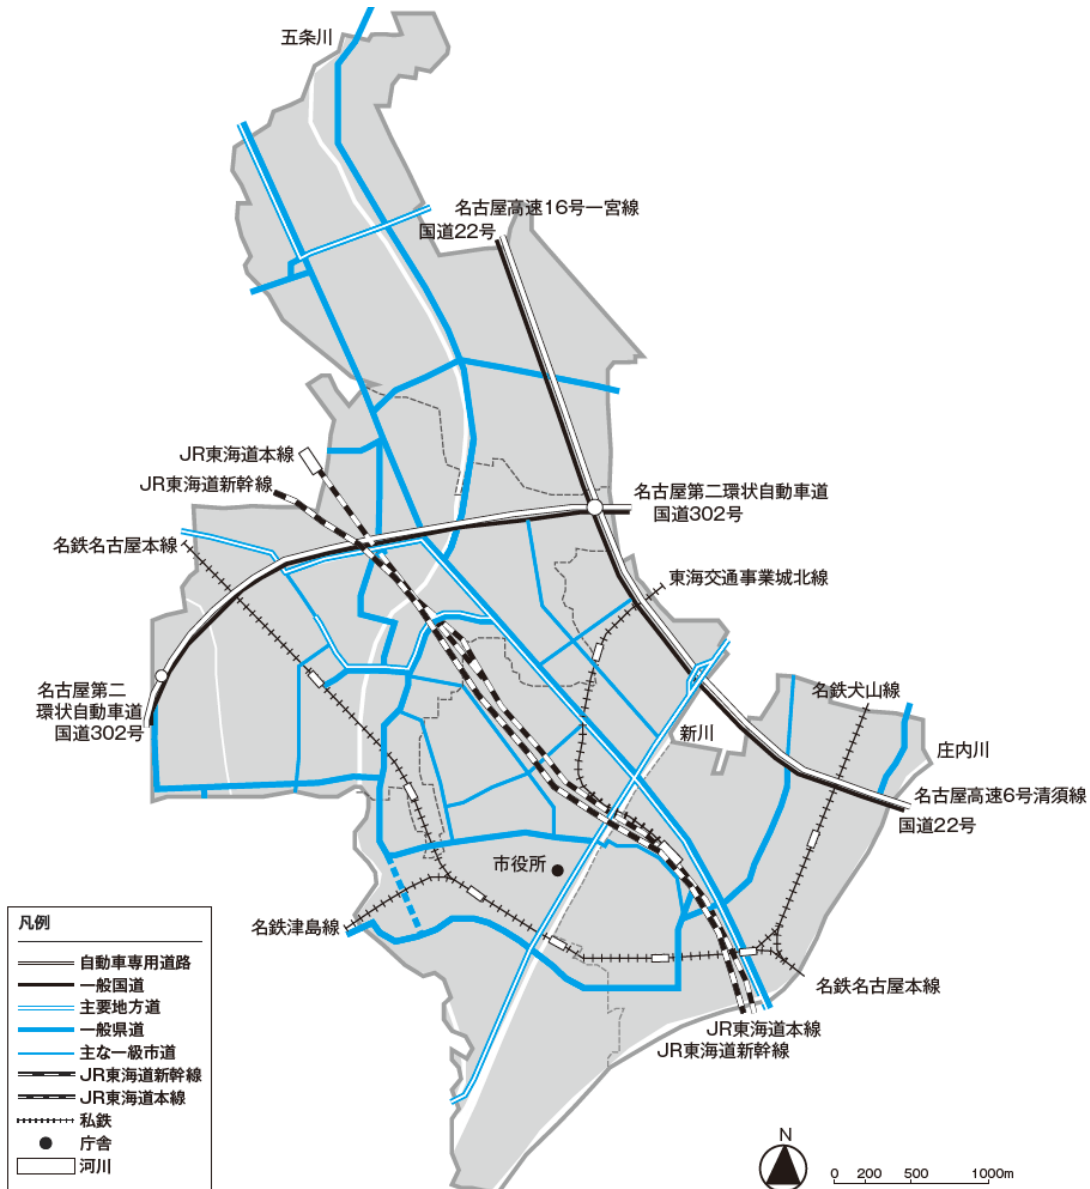 五条川
名古屋高速16号一宮線
国道22号
JR東海道本線
JR東海道新幹線
名古屋第二環状自動車道
国道302号
名鉄名古屋本線
東海交通事業城北線
名古屋第二
環状自動車道
国道302号
名鉄犬山線
新川
庄内川
名古屋高速6号清須線
国道22号
市役所
名鉄津島線
名鉄名古屋本線
JR東海道本線
JR東海道新幹線
凡例
自動車専用道路
一般国道
主要地方道
一般県道
主な一級市道
JR東海道新幹線
JR東海道本線
私鉄
庁舎
河川
N
0 200 500 1000m